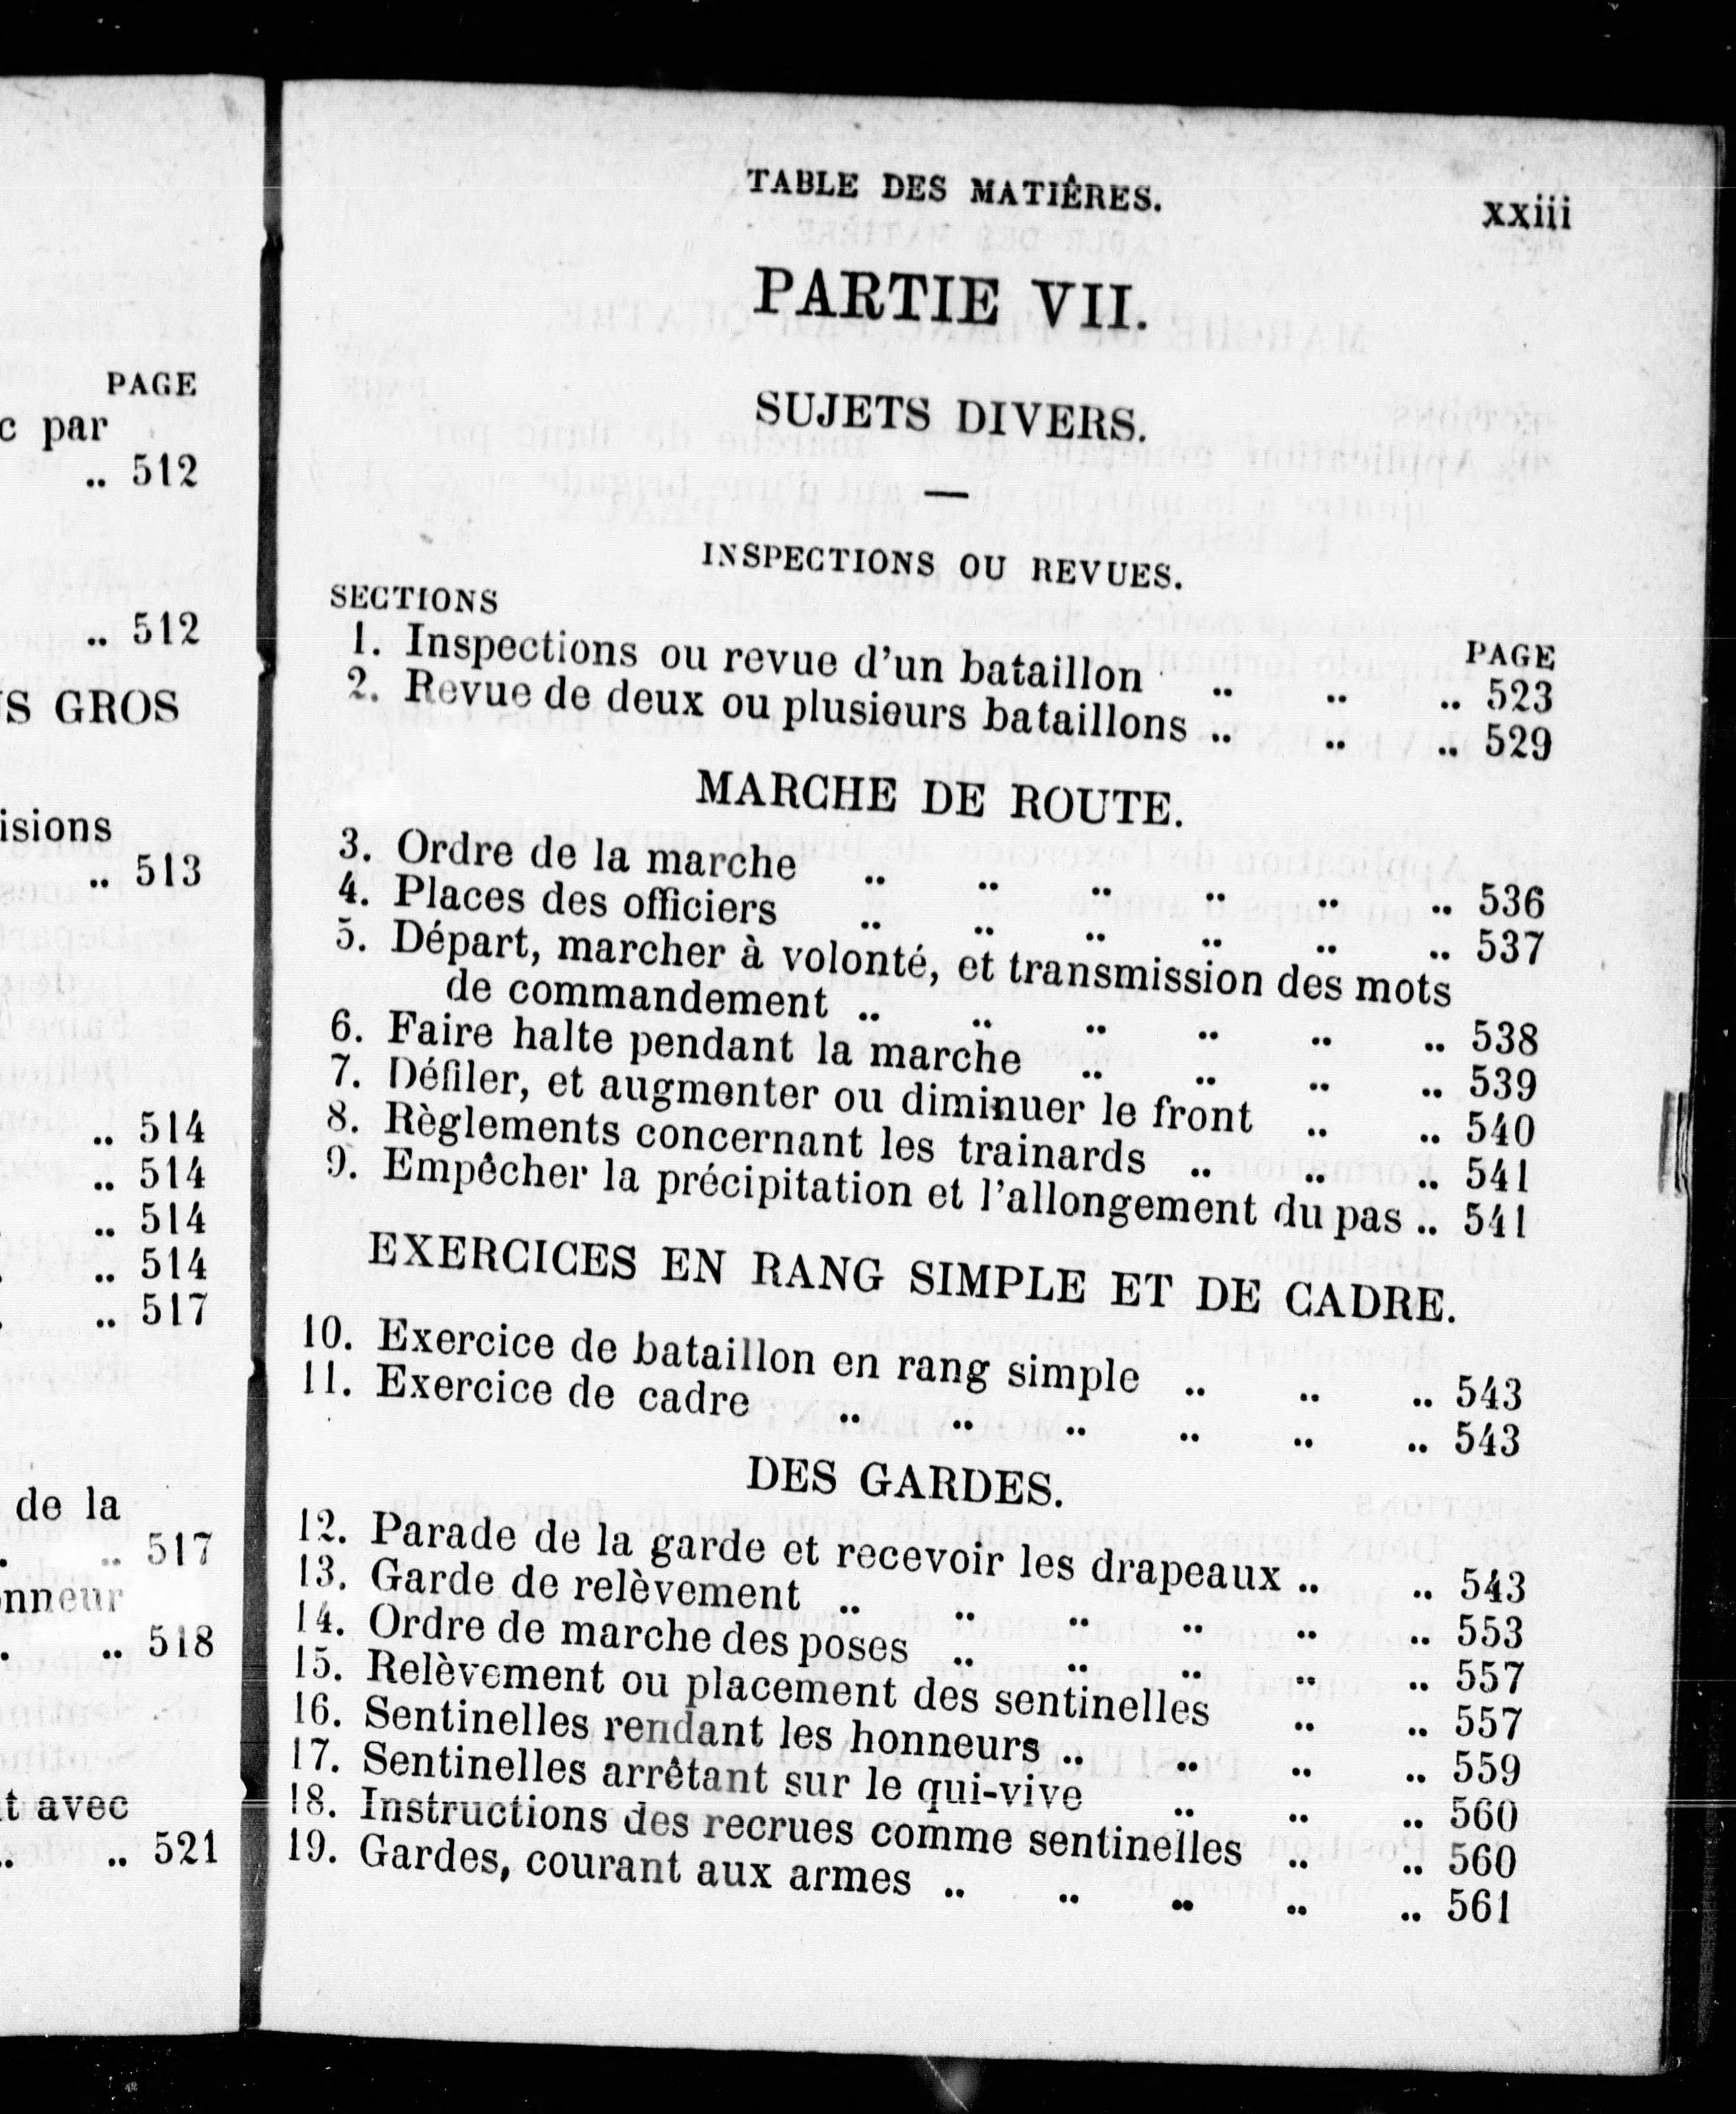 PAGE
c par
.. 512
.. 512
S GROS
isions
.. 513
.. 514
.. 514
.. 514
.. 514
.. 517
de la
.. 517
nneur
.. 518
t avec
.. 521
TABLE DES MATIÈRES. xxiii
PARTIE VII.
SUJETS DIVERS.
—
INSPECTIONS OU REVUES.
SECTIONS PAGE
1. Inspections ou revue d'un bataillon .. .. .. 523
2. Revue de deux ou plusieurs bataillons .. .. .. 529
MARCHE DE ROUTE.
3. Ordre de la marche .. .. .. .. .. .. 536
4. Places des officiers .. .. .. .. .. .. 537
5. Départ, marcher à volonté, et transmission des mots
de commandement .. .. .. .. .. .. 538
6. Faire halte pendant la marche .. .. .. .. 539
7. Défiler, et augmenter ou diminuer le front .. .. 540
8. Règlements concernant les trainards .. .. .. 541
9. Empêcher la précipitation et l'allongement du pas .. 541
EXERCICES EN RANG SIMPLE ET DE CADRE.
10. Exercice de bataillon en rang simple .. .. .. 543
11. Exercice de cadre .. .. .. .. .. .. 543
DES GARDES.
12. Parade de la garde et recevoir les drapeaux .. .. 543
13. Garde de relèvement .. .. .. .. .. .. 553
14. Ordre de marche des poses .. .. .. .. .. 557
15. Relèvement ou placement des sentinelles .. .. 557
16. Sentinelles rendant les honneurs .. .. .. .. 559
17. Sentinelles arrêtant sur le qui-vive .. .. .. 560
18. Instructions des recrues comme sentinelles .. .. 560
19. Gardes, courant aux armes .. .. .. .. .. 561